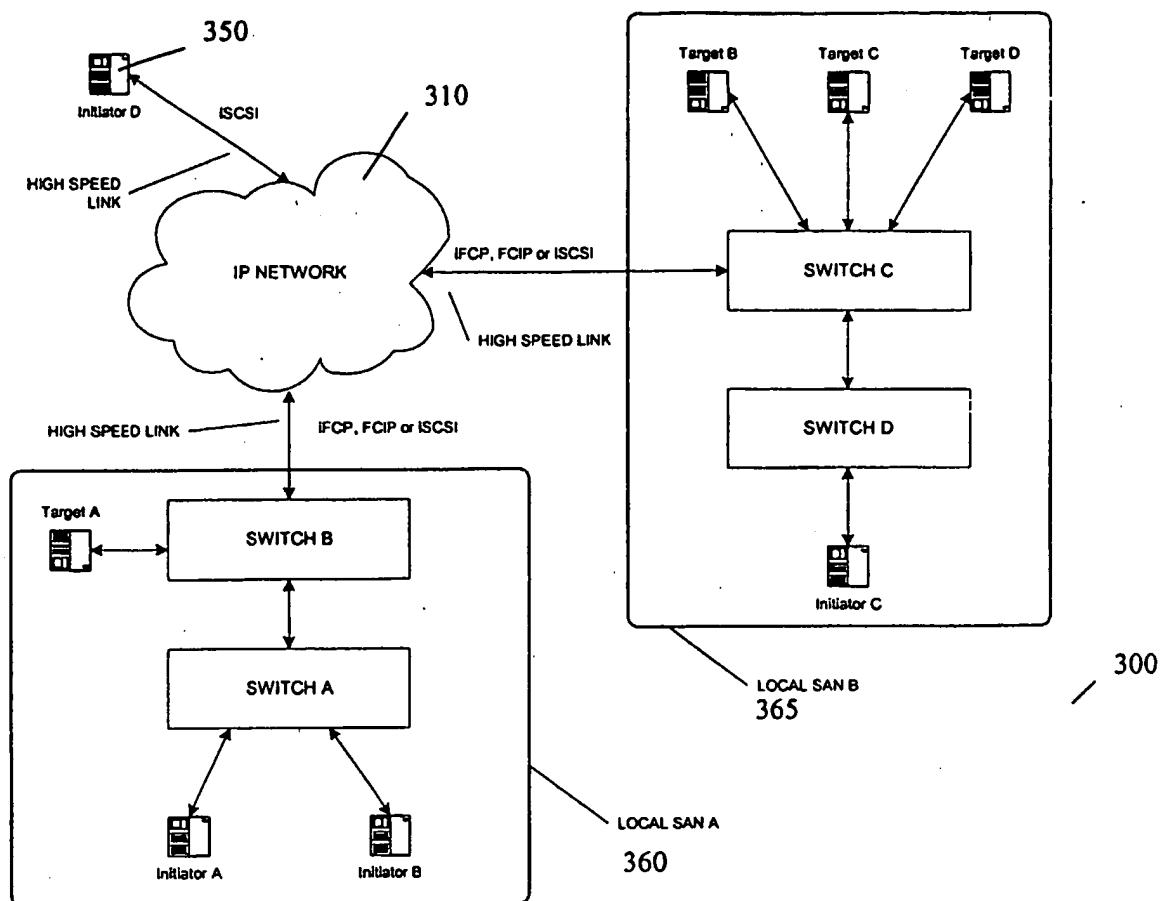 350
Initiator D
ISCSI
310
HIGH SPEED
LINK
IP NETWORK
IFCP, FCIP or ISCSI
HIGH SPEED LINK
Target B
Target C
Target D
SWITCH C
SWITCH D
Initiator C
LOCAL SAN B
365
300
HIGH SPEED LINK
IFCP, FCIP or ISCSI
Target A
SWITCH B
SWITCH A
Initiator A
Initiator B
LOCAL SAN A
360